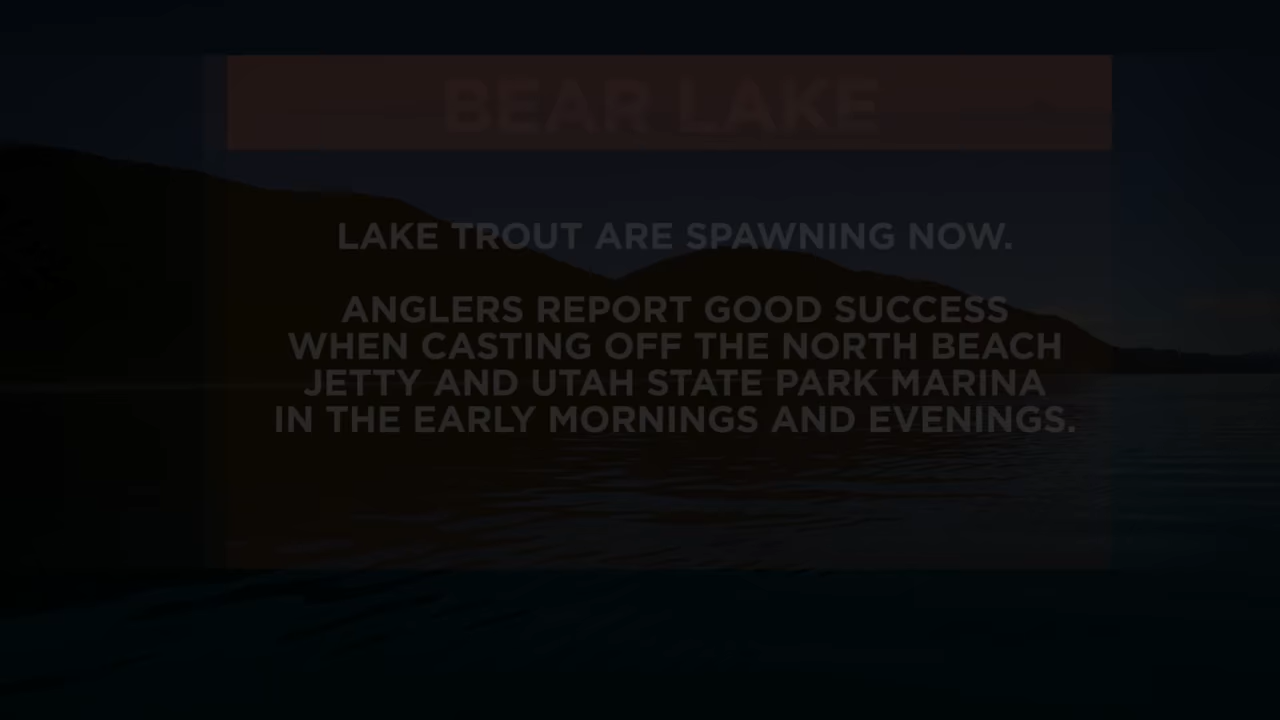 BEAR LAKE
LAKE TROUT ARE SPAWNING NOW.
ANGLERS REPORT GOOD SUCCESS
WHEN CASTING OFF THE NORTH BEACH
JETTY AND UTAH STATE PARK MARINA
IN THE EARLY MORNINGS AND EVENINGS.